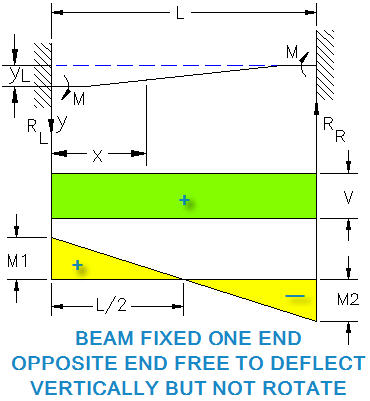 L
M
yL
M
RL
y
RR
x
+
V
M1
+
L/2
—
M2
BEAM FIXED ONE END
OPPOSITE END FREE TO DEFLECT
VERTICALLY BUT NOT ROTATE